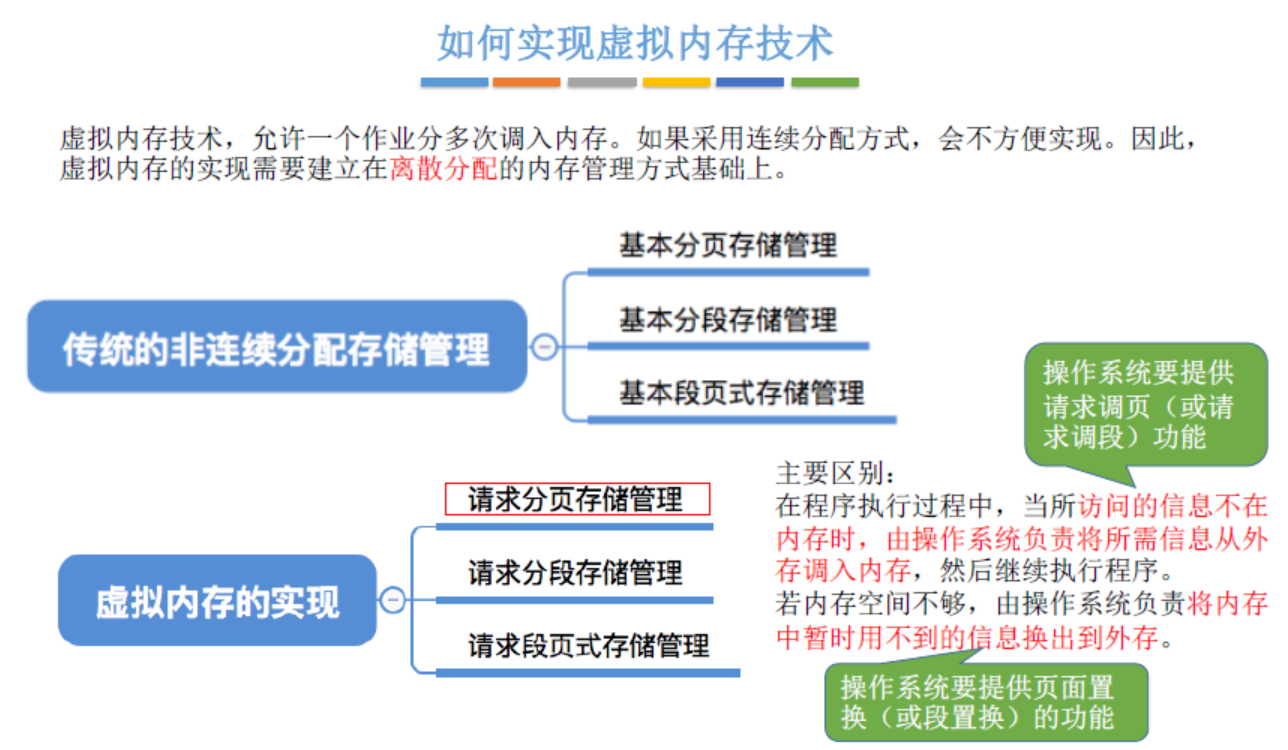 如何实现虚拟内存技术
虚拟内存技术，允许一个作业分多次调入内存。如果采用连续分配方式，会不方便实现。因此，
虚拟内存的实现需要建立在离散分配的内存管理方式基础上。
传统的非连续分配存储管理
基本分页存储管理
基本分段存储管理
基本段页式存储管理
虚拟内存的实现
请求分页存储管理
请求分段存储管理
请求段页式存储管理
操作系统要提供
请求调页（或请
求调段）功能
主要区别：
在程序执行过程中，当所访问的信息不在
内存时，由操作系统负责将所需信息从外
存调入内存，然后继续执行程序。
若内存空间不够，由操作系统负责将内存
中暂时用不到的信息换出到外存。
操作系统要提供页面置
换（或段置换）的功能